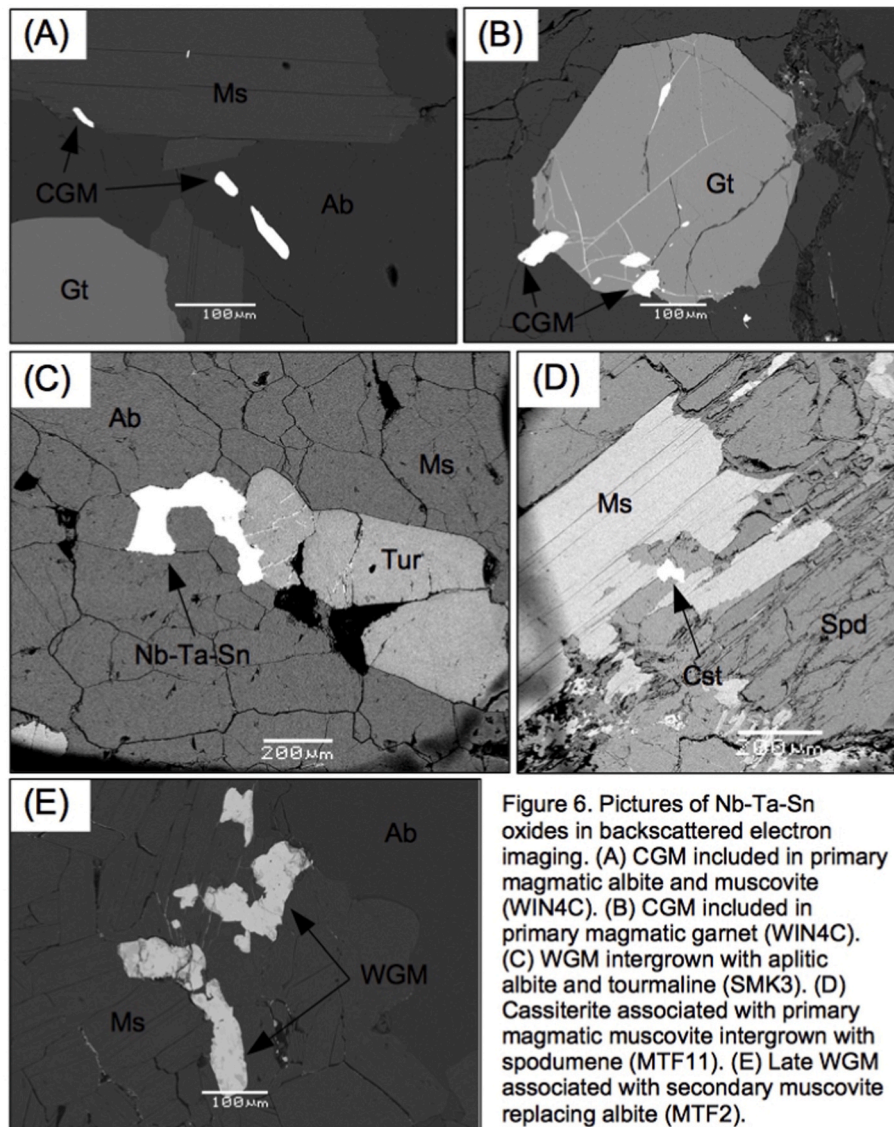 (A)
Ms
CGM
Ab
Gt
100μm
(B)
Gt
CGM
100μm
(C)
Ab
Ms
Tur
Nb-Ta-Sn
200μm
(D)
Ms
Spd
Cst
200μm
(E)
Ab
WGM
Ms
100μm
Figure 6. Pictures of Nb-Ta-Sn
oxides in backscattered electron
imaging. (A) CGM included in primary
magmatic albite and muscovite
(WIN4C). (B) CGM included in
primary magmatic garnet (WIN4C).
(C) WGM intergrown with aplitic
albite and tourmaline (SMK3). (D)
Cassiterite associated with primary
magmatic muscovite intergrown with
spodumene (MTF11). (E) Late WGM
associated with secondary muscovite
replacing albite (MTF2).